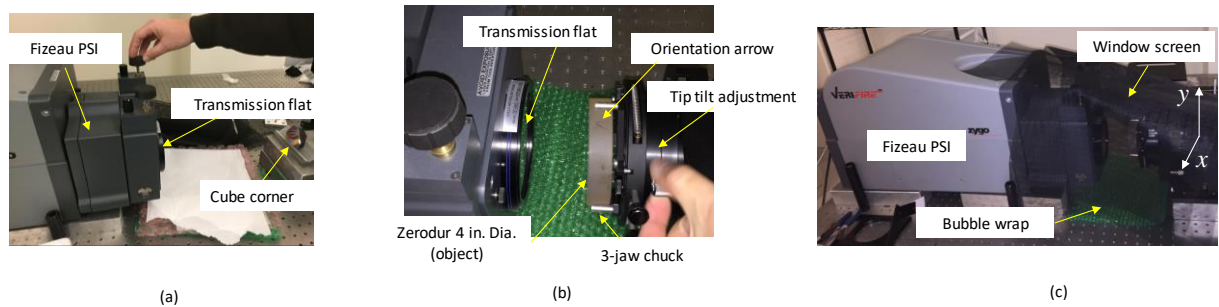 Fizeau PSI
Transmission flat
Cube corner
(a)
Transmission flat
Orientation arrow
Tip tilt adjustment
Zerodur 4 in. Dia.
(object)
3-jaw chuck
(b)
Window screen
y
VERIFIRE
zygo
x
Fizeau PSI
Bubble wrap
(c)